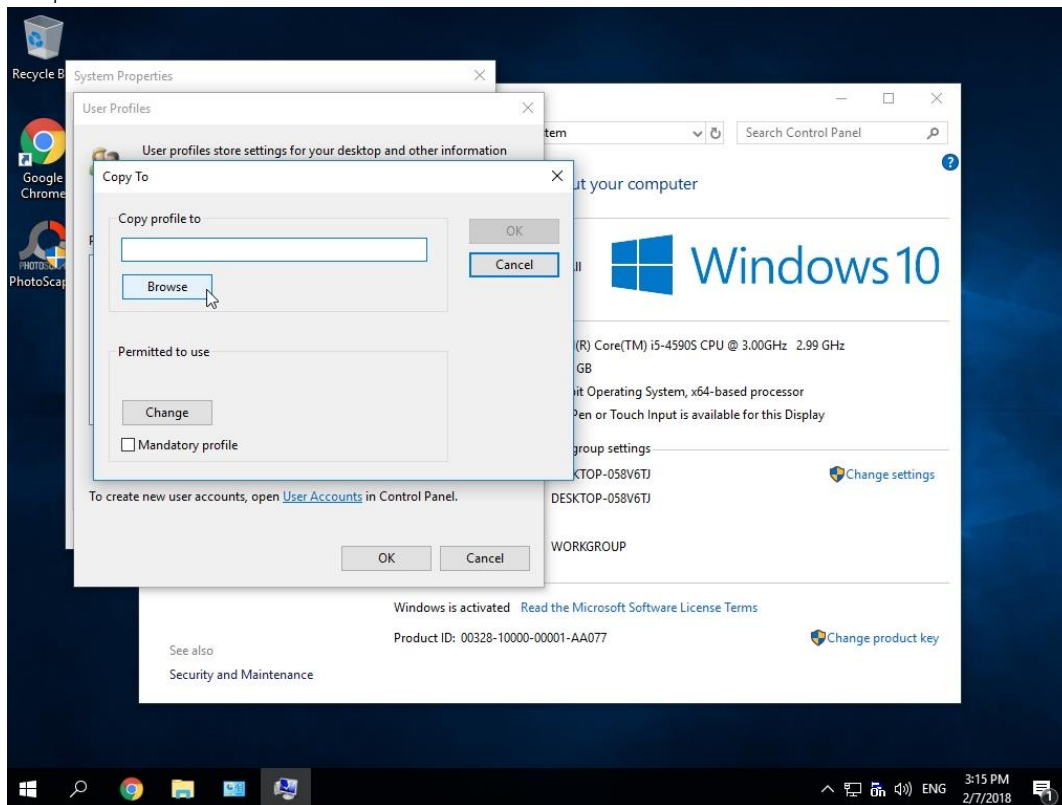 Recycle B
Google
Chrome
PHOTOSCAP
PhotoScap
System Properties
User Profiles
User profiles store settings for your desktop and other information
Copy To
Copy profile to
OK
Cancel
Browse
Permitted to use
Change
Mandatory profile
To create new user accounts, open User Accounts in Control Panel.
OK Cancel
tem
Search Control Panel
ut your computer
Windows 10
(R) Core(TM) i5-4590S CPU @ 3.00GHz 2.99 GHz
GB
it Operating System, x64-based processor
Pen or Touch Input is available for this Display
group settings
KTOP-058V6TJ
Change settings
DESKTOP-058V6TJ
WORKGROUP
Windows is activated Read the Microsoft Software License Terms
Product ID: 00328-10000-00001-AA077
Change product key
See also
Security and Maintenance
ENG
3:15 PM
2/7/2018